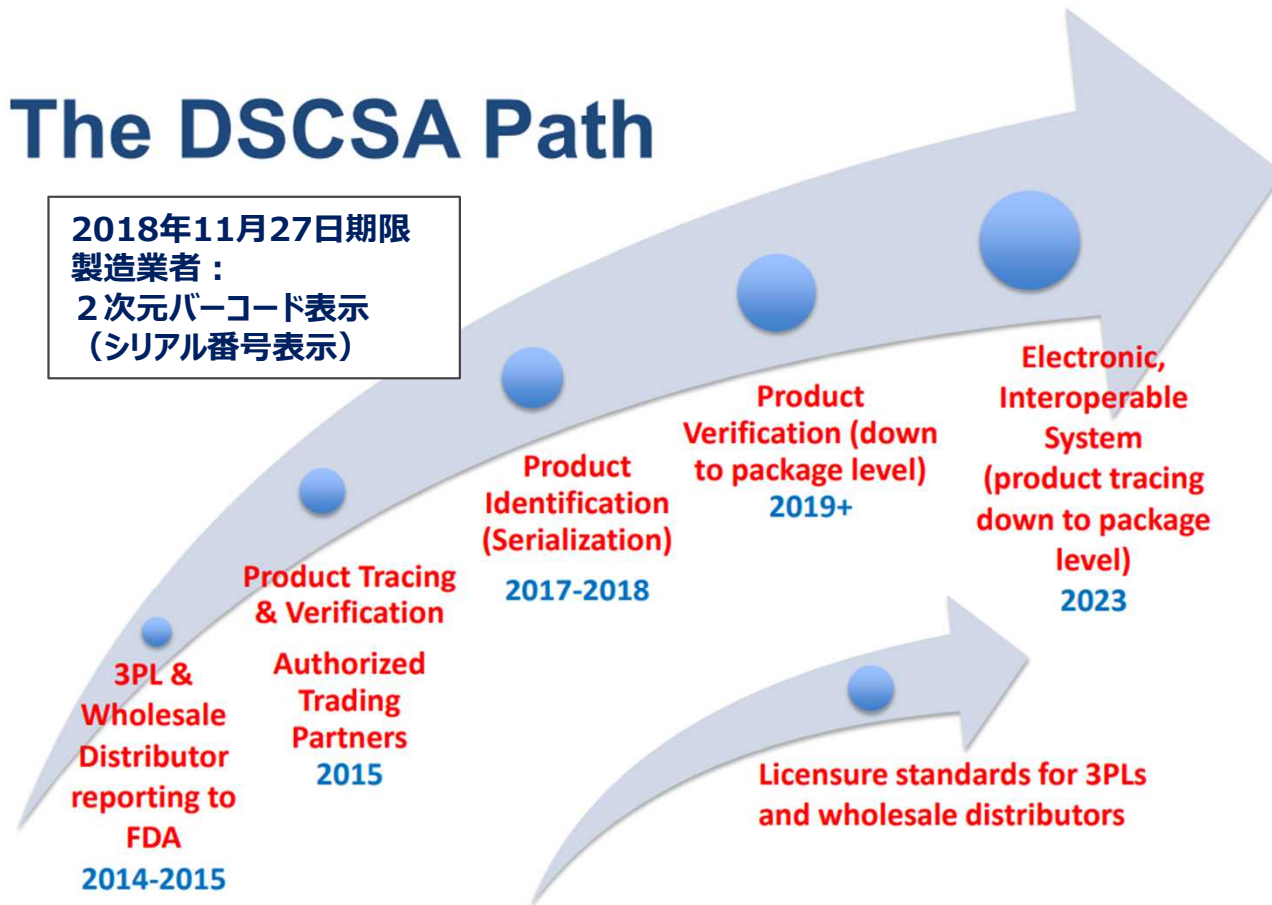 The DSCSA Path
2018年11月27日期限
製造業者：
２次元バーコード表示
（シリアル番号表示）
3PL &
Wholesale
Distributor
reporting to
FDA
2014-2015
Product Tracing
& Verification
Authorized
Trading
Partners
2015
Product
Identification
(Serialization)
2017-2018
Product
Verification (down
to package level)
2019+
Electronic,
Interoperable
System
(product tracing
down to package
level)
2023
Licensure standards for 3PLs
and wholesale distributors